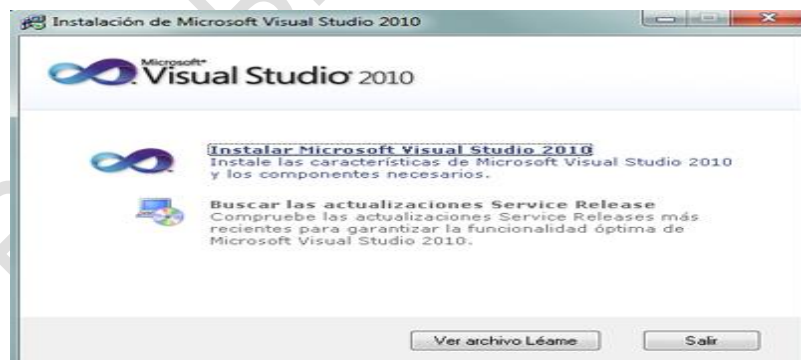 Instalación de Microsoft Visual Studio 2010
Microsoft®
Visual Studio® 2010
Instalar Microsoft Visual Studio 2010
Instale las características de Microsoft Visual Studio 2010
y los componentes necesarios.
Buscar las actualizaciones Service Release
Compruebe las actualizaciones Service Releases más
recientes para garantizar la funcionalidad óptima de
Microsoft Visual Studio 2010.
Ver archivo Léame
Salir